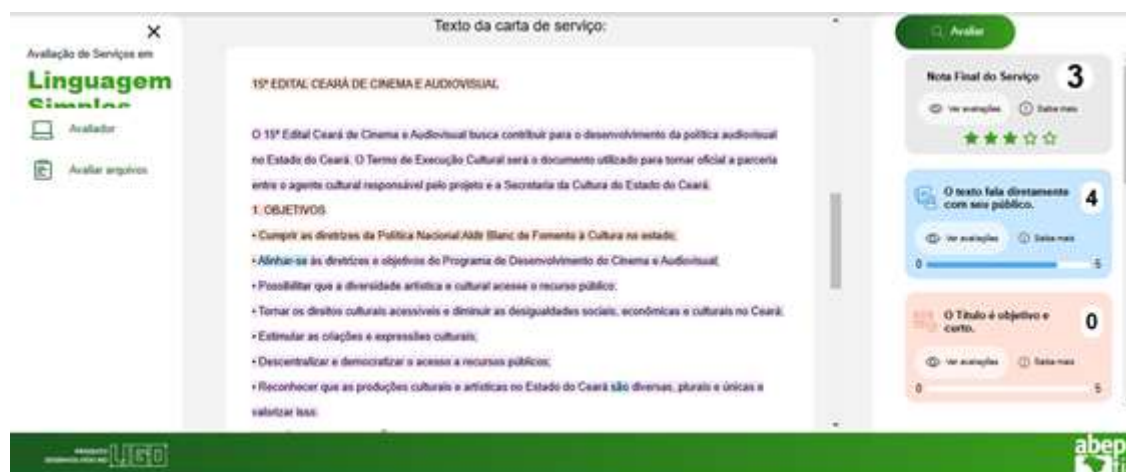 ×
Avaliação de Serviços em
Linguagem
Simples
Avaliador
Avaliar arquivos
Texto da carta de serviço:
15º EDITAL CEARÁ DE CINEMA E AUDIOVISUAL
O 15º Edital Ceará de Cinema e Audiovisual busca contribuir para o desenvolvimento da política audiovisual
no Estado do Ceará. O Termo de Execução Cultural será o documento utilizado para tornar oficial a parceria
entre o agente cultural responsável pelo projeto e a Secretaria da Cultura do Estado do Ceará.
1. OBJETIVOS
• Cumprir as diretrizes da Política Nacional Aldir Blanc de Fomento à Cultura no estado;
• Alinhar-se às diretrizes e objetivos do Programa de Desenvolvimento do Cinema e Audiovisual;
• Possibilitar que a diversidade artística e cultural acesse o recurso público;
• Tornar os direitos culturais acessíveis e diminuir as desigualdades sociais, econômicas e culturais no Ceará;
• Estimular as criações e expressões culturais;
• Descentralizar e democratizar o acesso a recursos públicos;
• Reconhecer que as produções culturais e artísticas no Estado do Ceará são diversas, plurais e únicas e
valorizar isso;
Avaliar
Nota Final do Serviço 3
Ver avaliações Saiba mais
O texto fala diretamente
com seu público. 4
Ver avaliações Saiba mais
0 5
O Título é objetivo e
curto. 0
Ver avaliações Saiba mais
0 5
abep